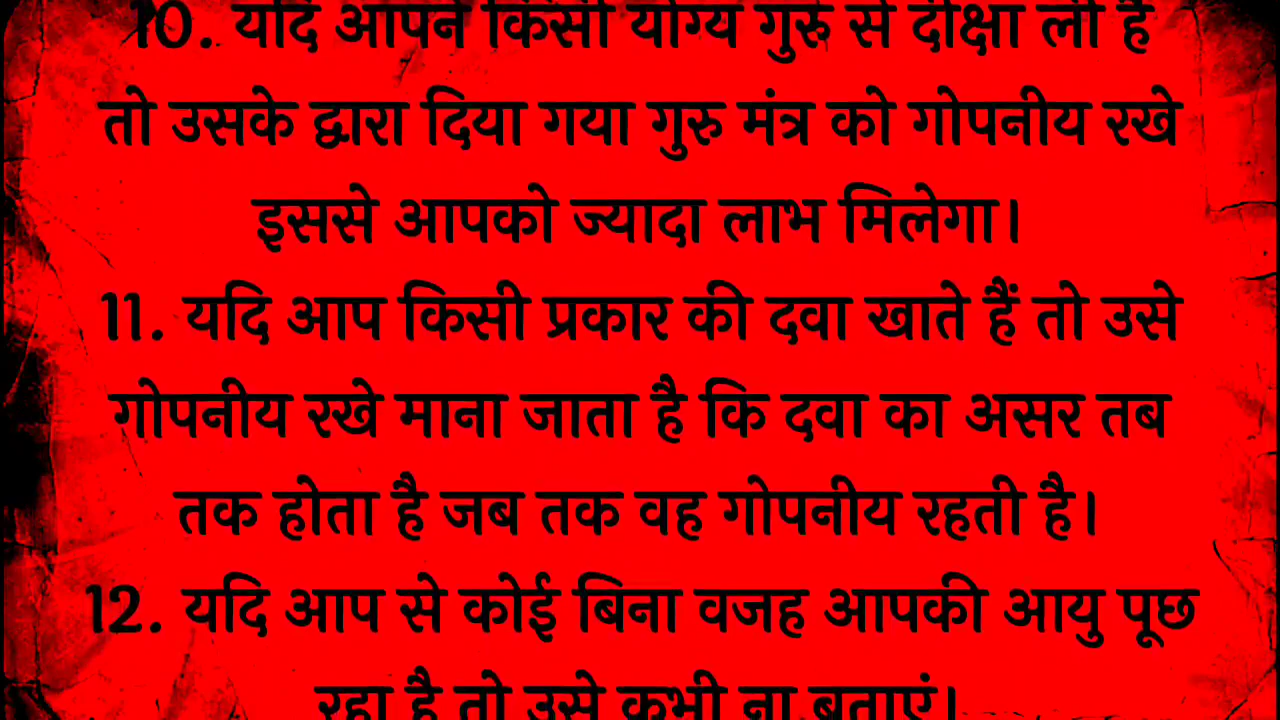 10. यदि आपने किसी योग्य गुरु से दीक्षा ली है
तो उसके द्वारा दिया गया गुरु मंत्र को गोपनीय रखे
इससे आपको ज्यादा लाभ मिलेगा।
11. यदि आप किसी प्रकार की दवा खाते हैं तो उसे
गोपनीय रखे माना जाता है कि दवा का असर तब
तक होता है जब तक वह गोपनीय रहती है।
12. यदि आप से कोई बिना वजह आपकी आयु पूछ
रहा है तो उसे कभी ना बताएं।